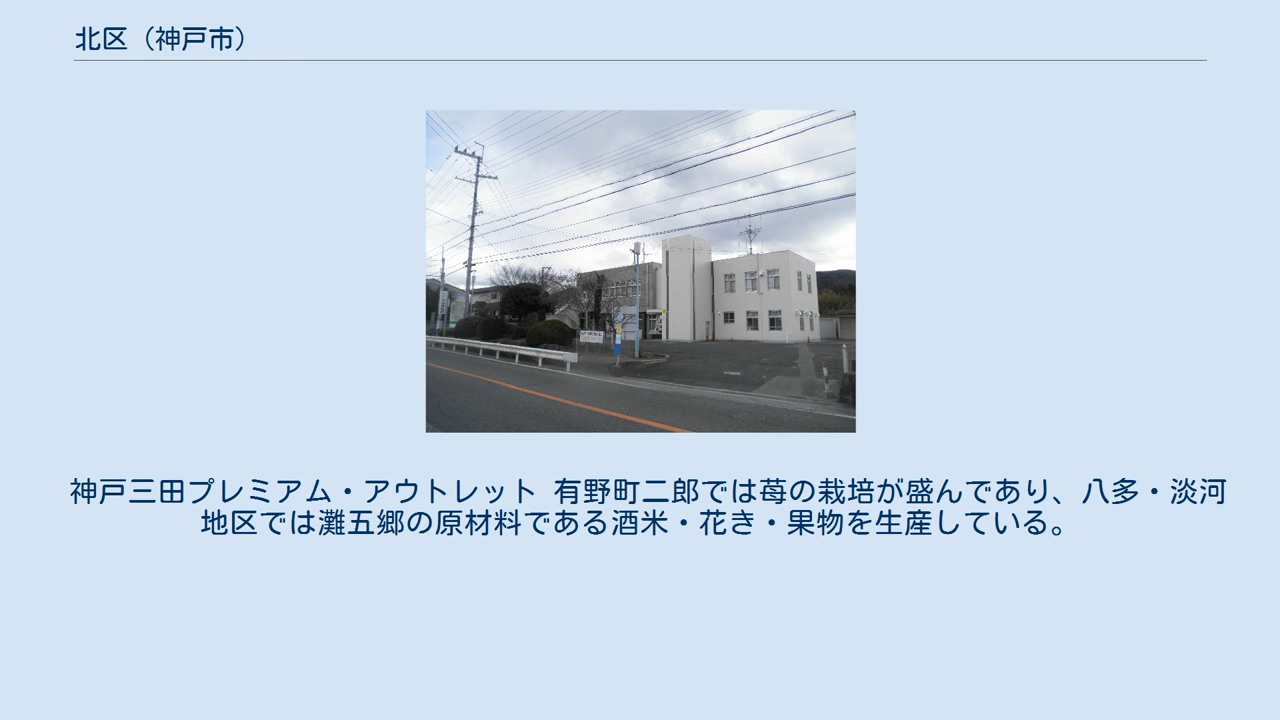 北区（神戸市）
神戸三田プレミアム・アウトレット 有野町二郎では苺の栽培が盛んであり、八多・淡河
地区では灘五郷の原材料である酒米・花き・果物を生産している。